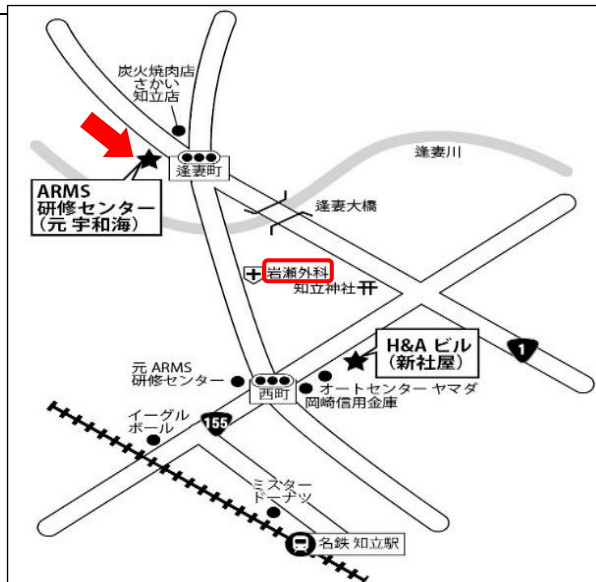 炭火焼肉店
さかい
知立店
逢妻町
ARMS
研修センター
(元 宇和海)
逢妻川
逢妻大橋
岩瀬外科
知立神社
H&A ビル
(新社屋)
1
元 ARMS
研修センター
西町
オートセンター ヤマダ
岡崎信用金庫
155
イーグル
ボール
ミスター
ドーナツ
名鉄 知立駅